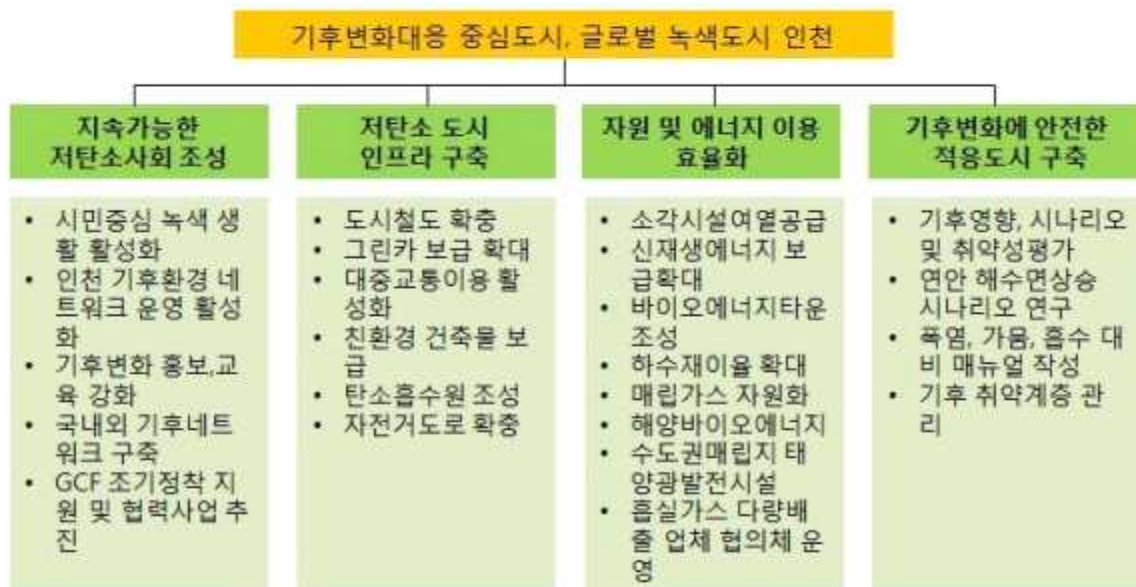 기후변화대응 중심도시, 글로벌 녹색도시 인천
지속가능한
저탄소사회 조성
• 시민중심 녹색 생
활 활성화
• 인천 기후환경 네
트워크 운영 활성
화
• 기후변화 홍보,교
육 강화
• 국내외 기후네트
워크 구축
• GCF 조기정착 지
원 및 협력사업 추
진
저탄소 도시
인프라 구축
• 도시철도 확충
• 그린카 보급 확대
• 대중교통이용 활
성화
• 친환경 건축물 보
급
• 탄소흡수원 조성
• 자전거도로 확충
자원 및 에너지 이용
효율화
• 소각시설여열공급
• 신재생에너지 보
급확대
• 바이오에너지타운
조성
• 하수재이율 확대
• 매립가스 자원화
• 해양바이오에너지
• 수도권매립지 태
양광발전시설
• 흡실가스 다량배
출 업체 협의체 운
영
기후변화에 안전한
적응도시 구축
• 기후영향, 시나리오
및 취약성평가
• 연안 해수면상승
시나리오 연구
• 폭염, 가뭄, 흡수 대
비 매뉴얼 작성
• 기후 취약계층 관
리